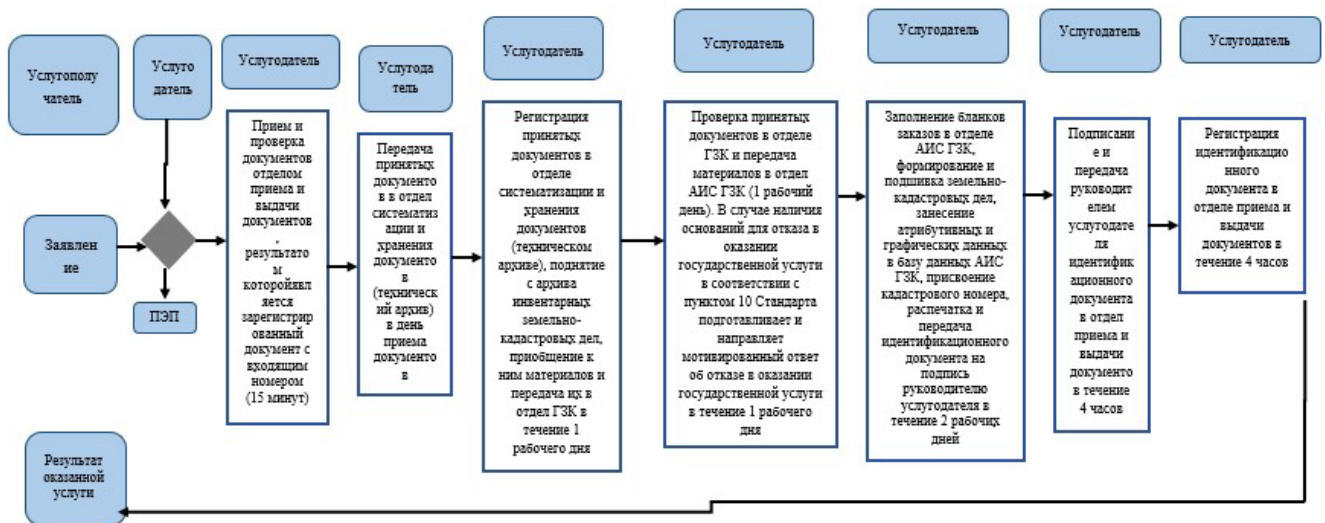 Услугополу
чатель
Услуго
датель
Услугодатель
Услугода
тель
Услугодатель
Услугодатель
Услугодатель
Услугодатель
Услугодатель
Заявлен
ие
ПЭП
Прием и
проверка
документов
отделом
приема и
выдачи
документов
,
результато
м
которойявл
яется
зарегистрир
ованный
документ с
входящим
номером
(15 минут)
Передача
принятых
документо
в в отдел
систематиз
ации и
хранения
документо
в
(техническ
ий архив)
в день
приема
документо
в
Регистрация
принятых
документов в
отделе
систематизации и
хранения
документов
(техническом
архиве), поднятие
с архива
инвентарных
земельно-
кадастровых дел,
приобщение к
ним материалов и
передача их в
отдел ГЗК в
течение 1
рабочего дня
Проверка принятых
документов в отделе
ГЗК и передача
материалов в отдел
АИС ГЗК (1 рабочий
день). В случае наличия
оснований для отказа в
оказании
государственной услуги
в соответствии с
пунктом 10 Стандарта
подготавливает и
направляет
мотивированный ответ
об отказе в оказании
государственной услуги
в течение 1 рабочего
дня
Заполнение бланков
заказов в отделе
АИС ГЗК,
формирование и
подшивка земельно-
кадастровых дел,
занесение
атрибутивных и
графических данных
в базу данных АИС
ГЗК, присвоение
кадастрового номера,
распечатка и
передача
идентификационного
документа на
подпись
руководителю
услугодателя в
течение 2 рабочих
дней
Подписани
е и
передача
руководит
елем
услугодате
ля
идентифик
ационного
документа
в отдел
приема и
выдачи
документо
в течение
4 часов
Регистрация
идентификацио
нного
документа в
отделе приема и
выдачи
документов в
течение 4 часов
Результат
оказанной
услуги